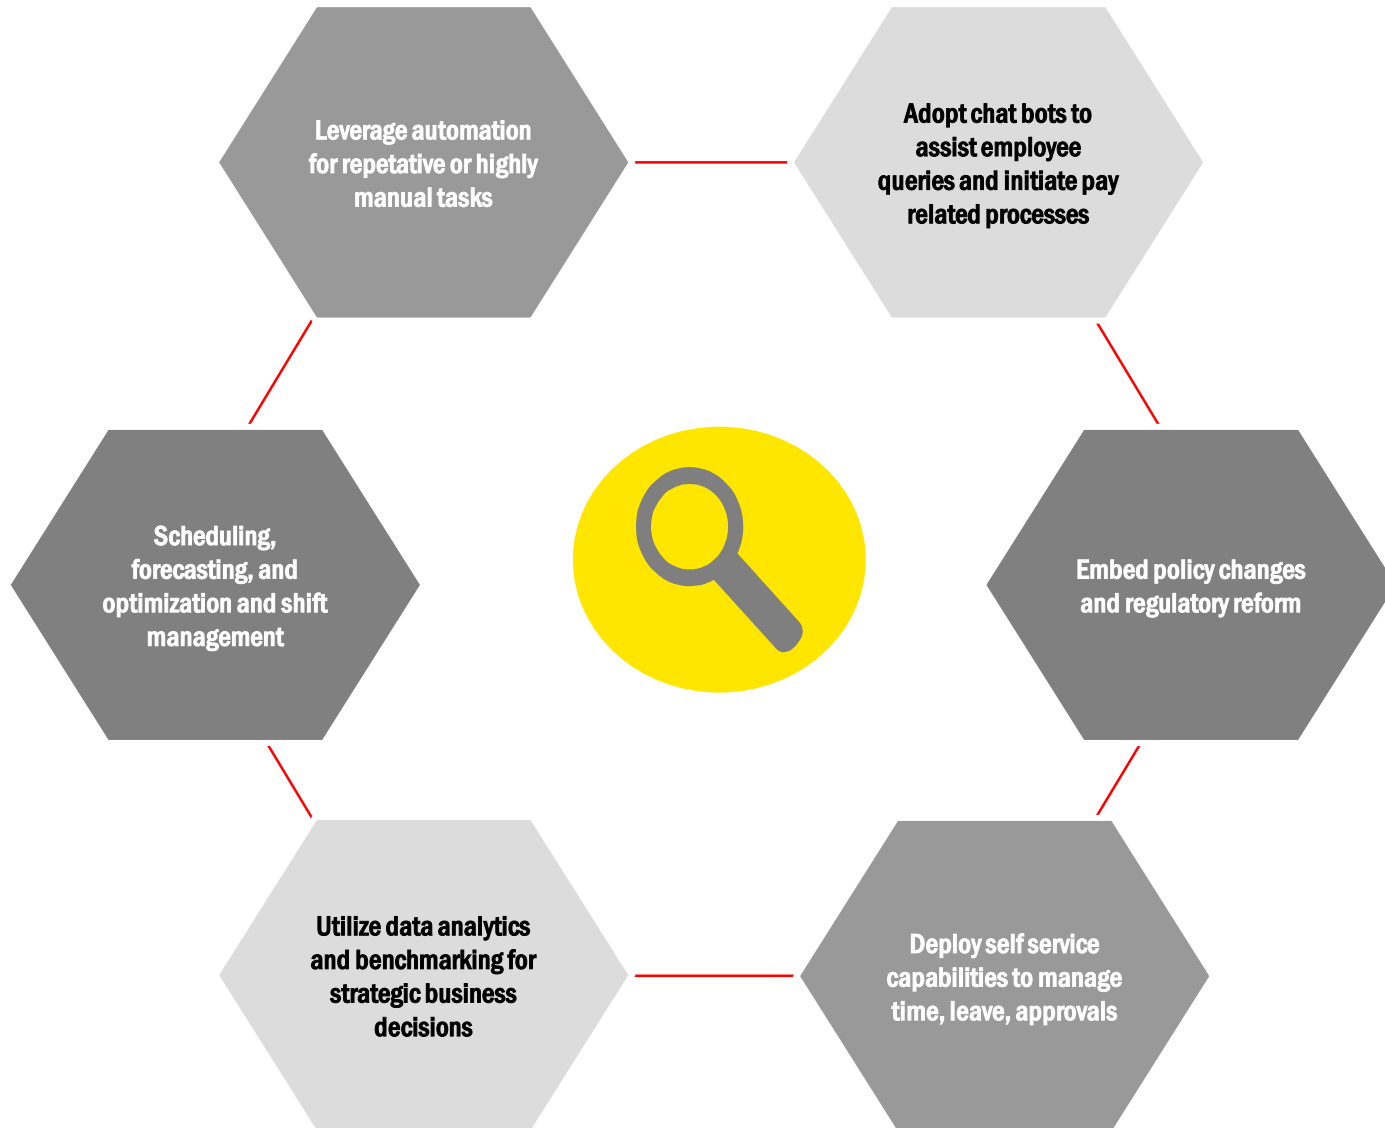 Leverage automation
for repetative or highly
manual tasks
Adopt chat bots to
assist employee
queries and initiate pay
related processes
Scheduling,
forecasting, and
optimization and shift
management
Embed policy changes
and regulatory reform
Utilize data analytics
and benchmarking for
strategic business
decisions
Deploy self service
capabilities to manage
time, leave, approvals